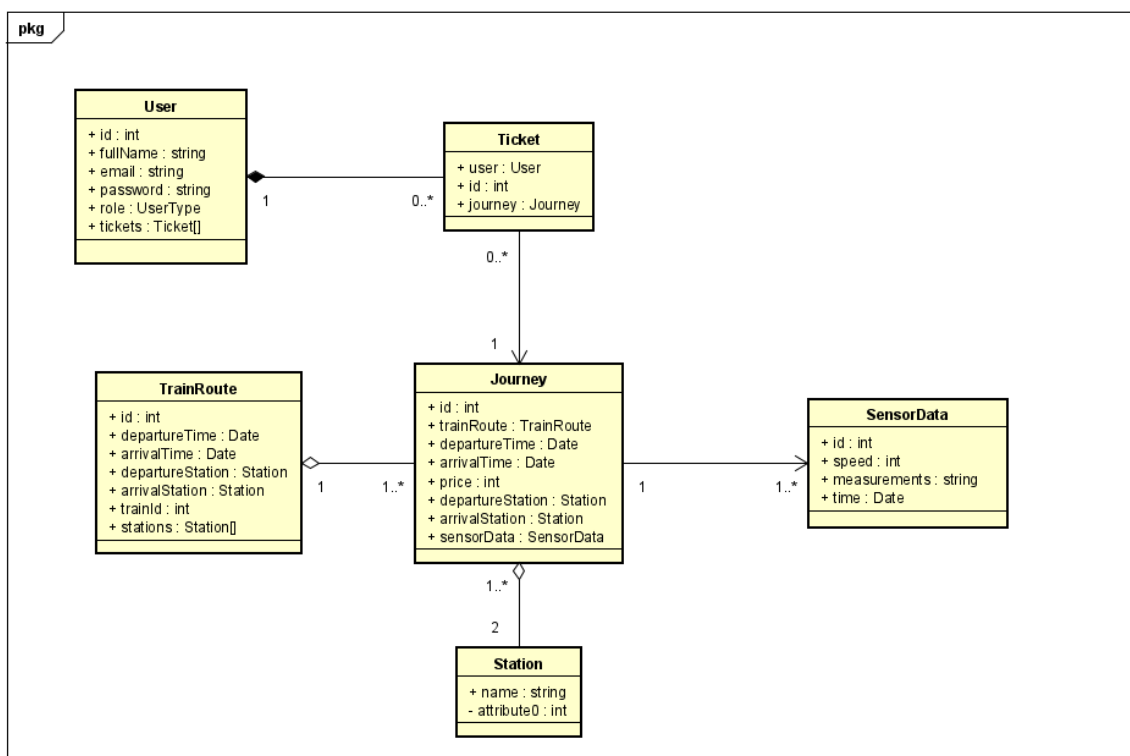 pkg
User
+ id : int
+ fullName : string
+ email : string
+ password : string
+ role : UserType
+ tickets : Ticket[]
1
0..*
Ticket
+ user : User
+ id : int
+ journey : Journey
0..*
1
TrainRoute
+ id : int
+ departureTime : Date
+ arrivalTime : Date
+ departureStation : Station
+ arrivalStation : Station
+ trainId : int
+ stations : Station[]
1
1..*
Journey
+ id : int
+ trainRoute : TrainRoute
+ departureTime : Date
+ arrivalTime : Date
+ price : int
+ departureStation : Station
+ arrivalStation : Station
+ sensorData : SensorData
1
1..*
SensorData
+ id : int
+ speed : int
+ measurements : string
+ time : Date
1..*
2
Station
+ name : string
- attribute0 : int